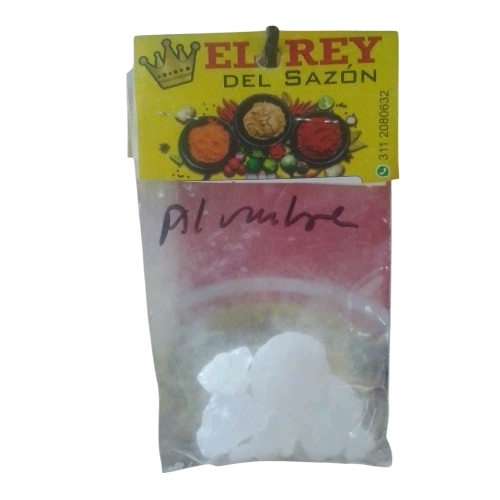 EL REY
DEL SAZÓN
311 2080632
Alumbre